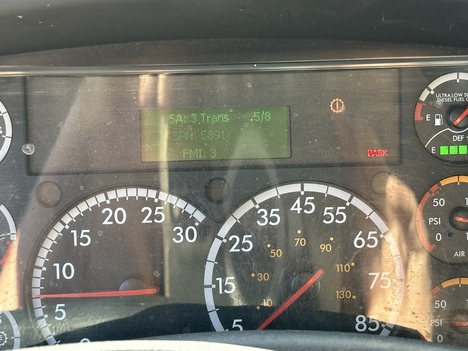 SA: 3 Trans 5/8
SPN: 5891
FMI: 3
PARK
ULTRA LOW S
DIESEL FUEL O
E F
DEF
E
PSI
AIR
PSI
5 10 15 20 25 30
5 15 25 35 45 55 65 75 85
10 30 50 70 90 110 130